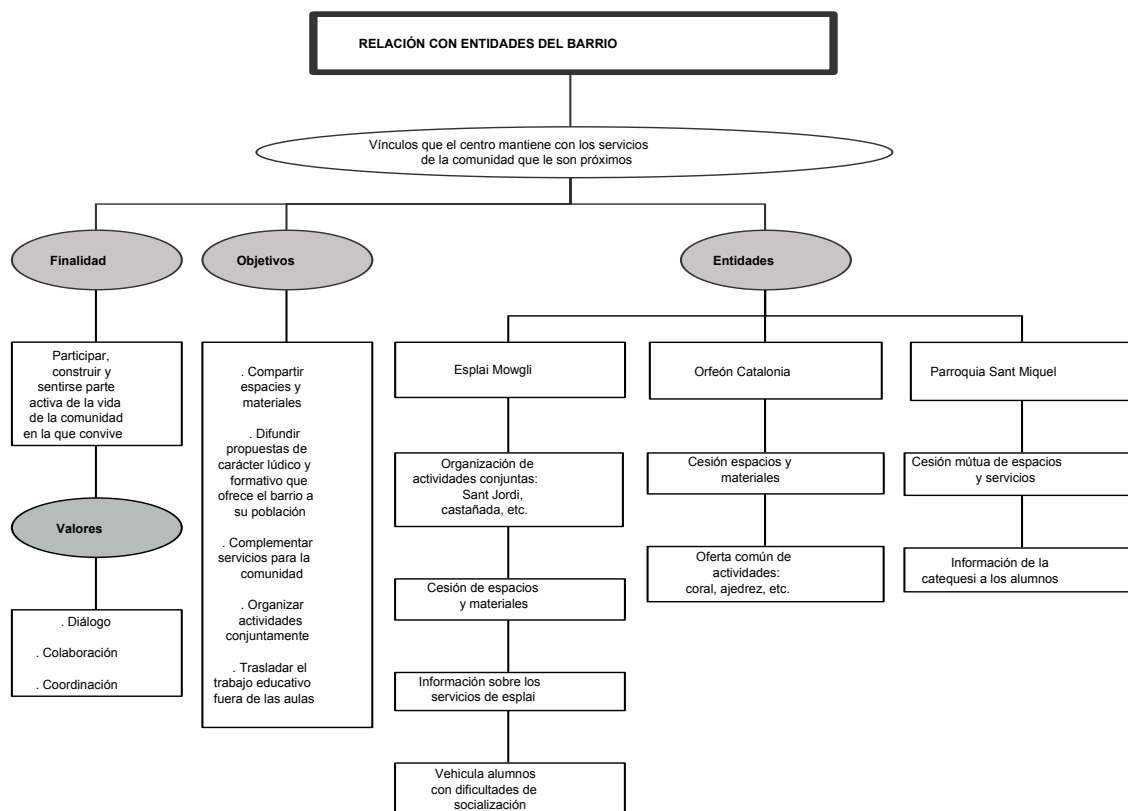 RELACIÓN CON ENTIDADES DEL BARRIO
Vínculos que el centro mantiene con los servicios
de la comunidad que le son próximos
Finalidad
Participar,
construir y
sentirse parte
activa de la vida
de la comunidad
en la que convive
Valores
. Diálogo
. Colaboración
. Coordinación
Objetivos
. Compartir
espacies y
materiales
. Difundir
propuestas de
carácter lúdico y
formativo que
ofrece el barrio a
su población
. Complementar
servicios para la
comunidad
. Organizar
actividades
conjuntamente
. Trasladar el
trabajo educativo
fuera de las aulas
Entidades
Esplai Mowgli
Organización de
actividades conjuntas:
Sant Jordi,
castañada, etc.
Cesión de espacios
y materiales
Información sobre los
servicios de esplai
Vehicula alumnos
con dificultades de
socialización
Orfeón Catalonia
Cesión espacios y
materiales
Oferta común de
actividades:
coral, ajedrez, etc.
Parroquia Sant Miquel
Cesión mútua de espacios
y servicios
Información de la
catequesi a los alumnos